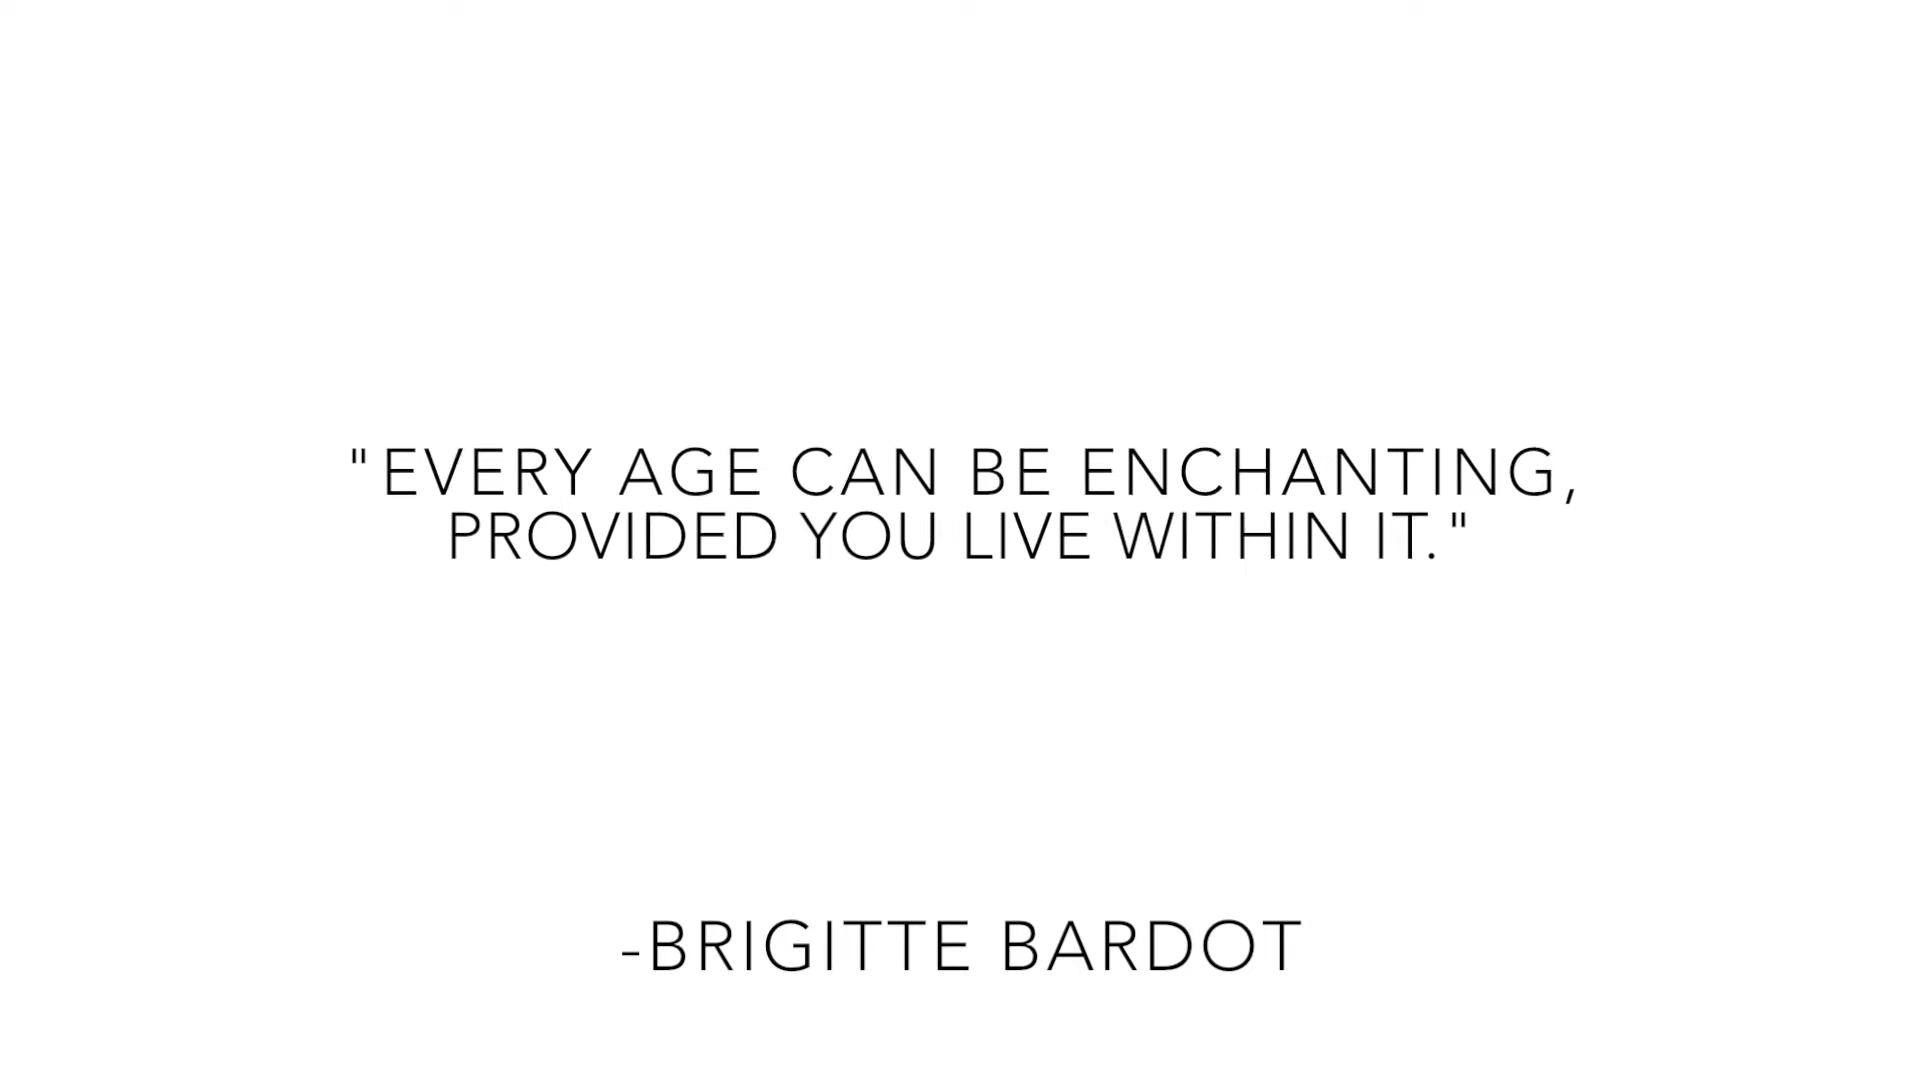 "EVERY AGE CAN BE ENCHANTING,
PROVIDED YOU LIVE WITHIN IT."
-BRIGITTE BARDOT